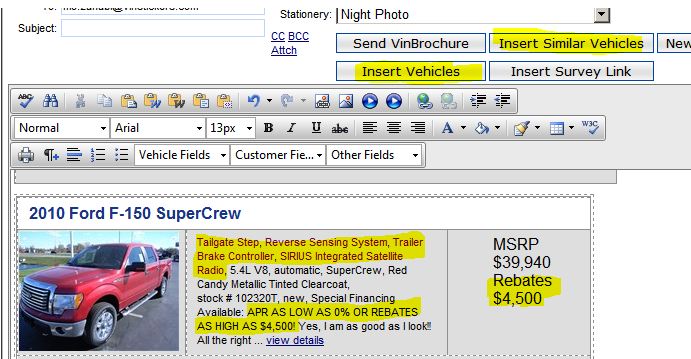 Stationery: Night Photo
Subject:
CC BCC
Attch
Send VinBrochure
Insert Similar Vehicles
New
Insert Vehicles
Insert Survey Link
ABC
W3C
Normal
Arial
13px
B I U abc
A
Vehicle Fields
Customer Fie...
Other Fields
2010 Ford F-150 SuperCrew
Tailgate Step, Reverse Sensing System, Trailer
Brake Controller, SIRIUS Integrated Satellite
Radio, 5.4L V8, automatic, SuperCrew, Red
Candy Metallic Tinted Clearcoat,
stock # 102320T, new, Special Financing
Available: APR AS LOW AS 0% OR REBATES
AS HIGH AS $4,500! Yes, I am as good as I look!!
All the right ... view details
MSRP
$39,940
Rebates
$4,500